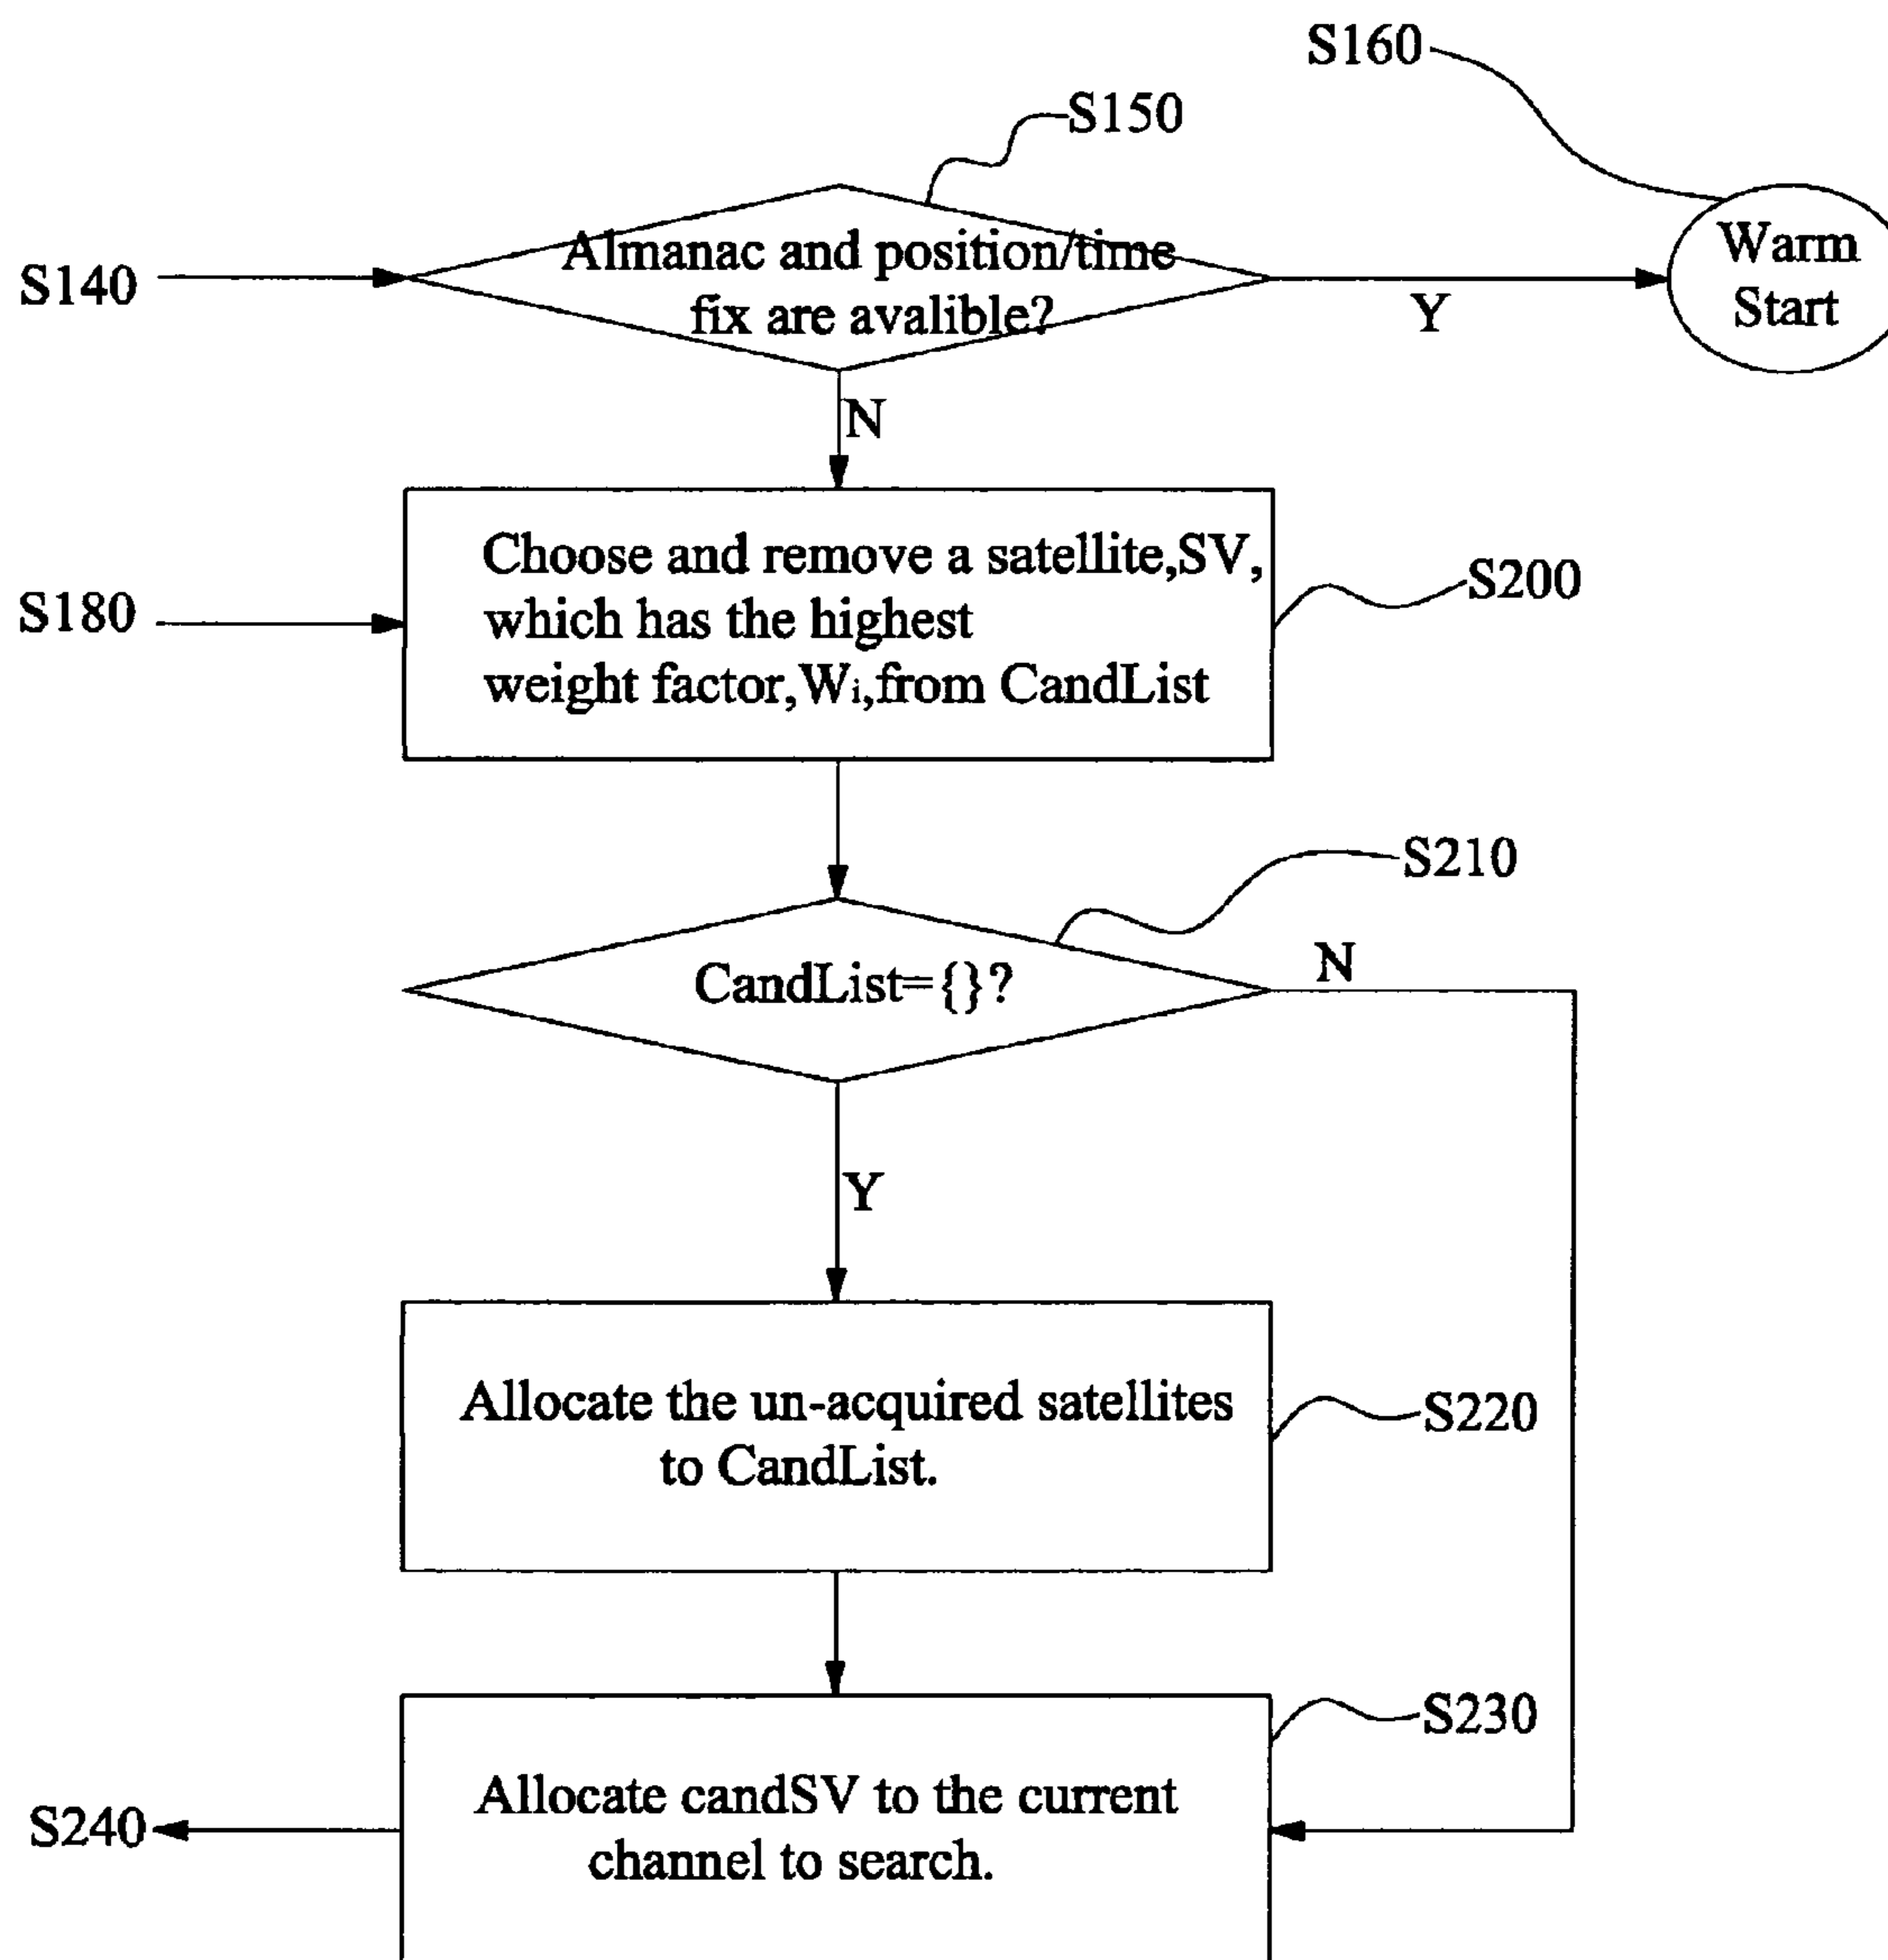 S160
S150
Warm
Start
Almanac and position/time
fix are avalible?
S140
Y
N
Choose and remove a satellite,SV,
which has the highest
weight factor,Wi,from CandList
S200
S180
S210
N
CandList={}?
Y
Allocate the un-acquired satellites
to CandList.
S220
S230
Allocate candSV to the current
channel to search.
S240